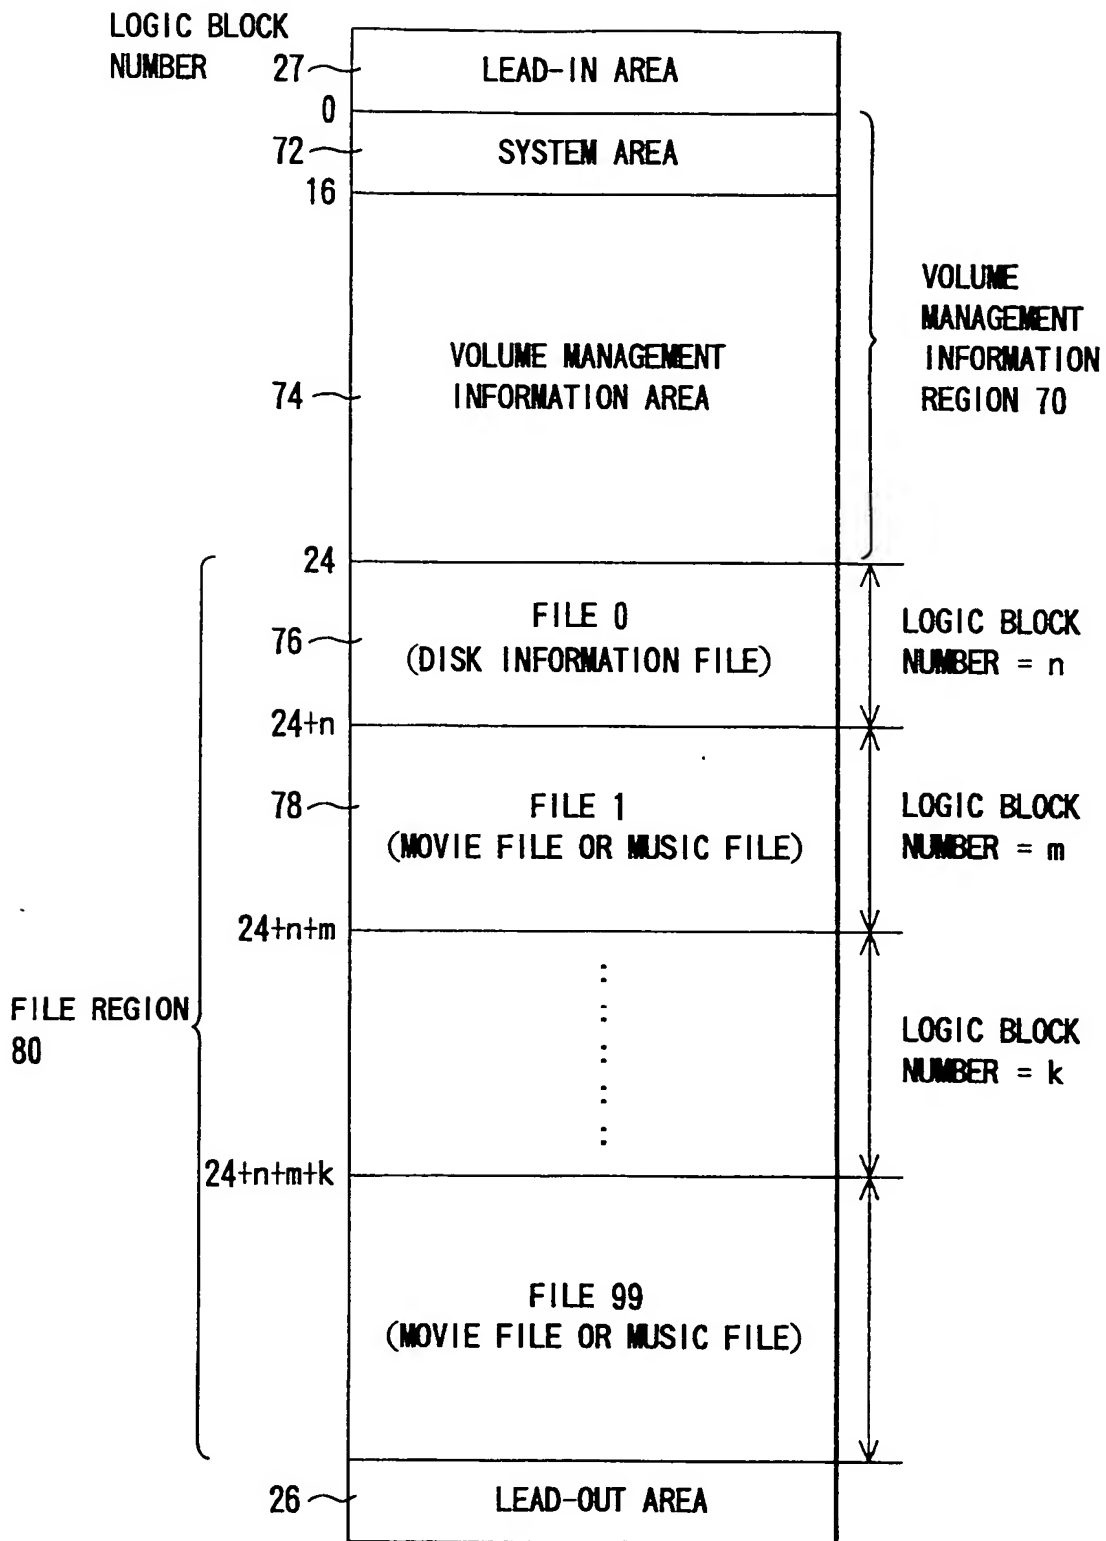 LOGIC BLOCK
NUMBER
27
LEAD-IN AREA
0
72
SYSTEM AREA
16
VOLUME
MANAGEMENT
INFORMATION
REGION 70
VOLUME MANAGEMENT
INFORMATION AREA
74
24
FILE 0
(DISK INFORMATION FILE)
76
LOGIC BLOCK
NUMBER = n
24+n
78
FILE 1
(MOVIE FILE OR MUSIC FILE)
LOGIC BLOCK
NUMBER = m
24+n+m
FILE REGION
80
LOGIC BLOCK
NUMBER = k
24+n+m+k
FILE 99
(MOVIE FILE OR MUSIC FILE)
26
LEAD-OUT AREA